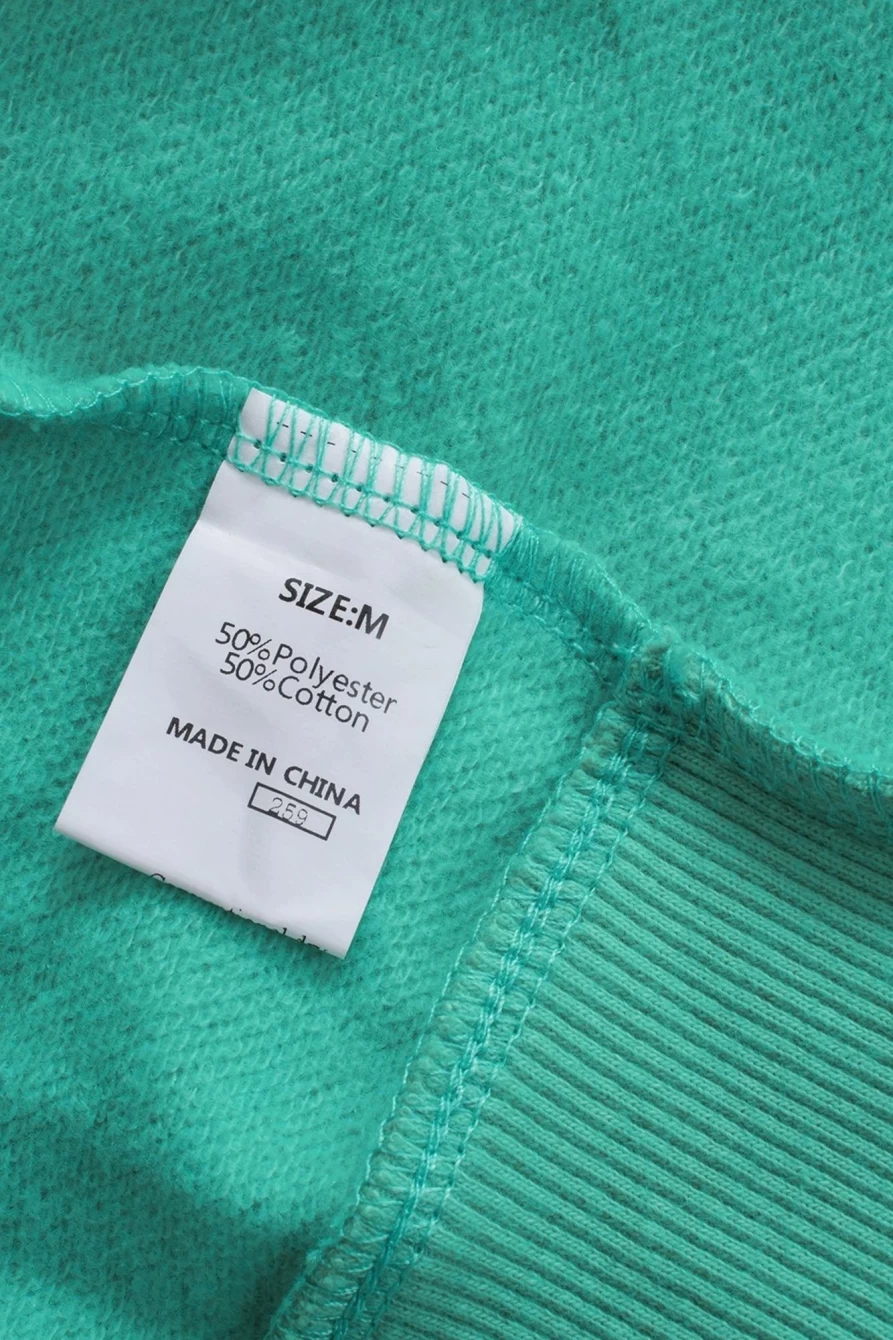 SIZE:M
50%Polyester
50%Cotton
MADE IN CHINA
259